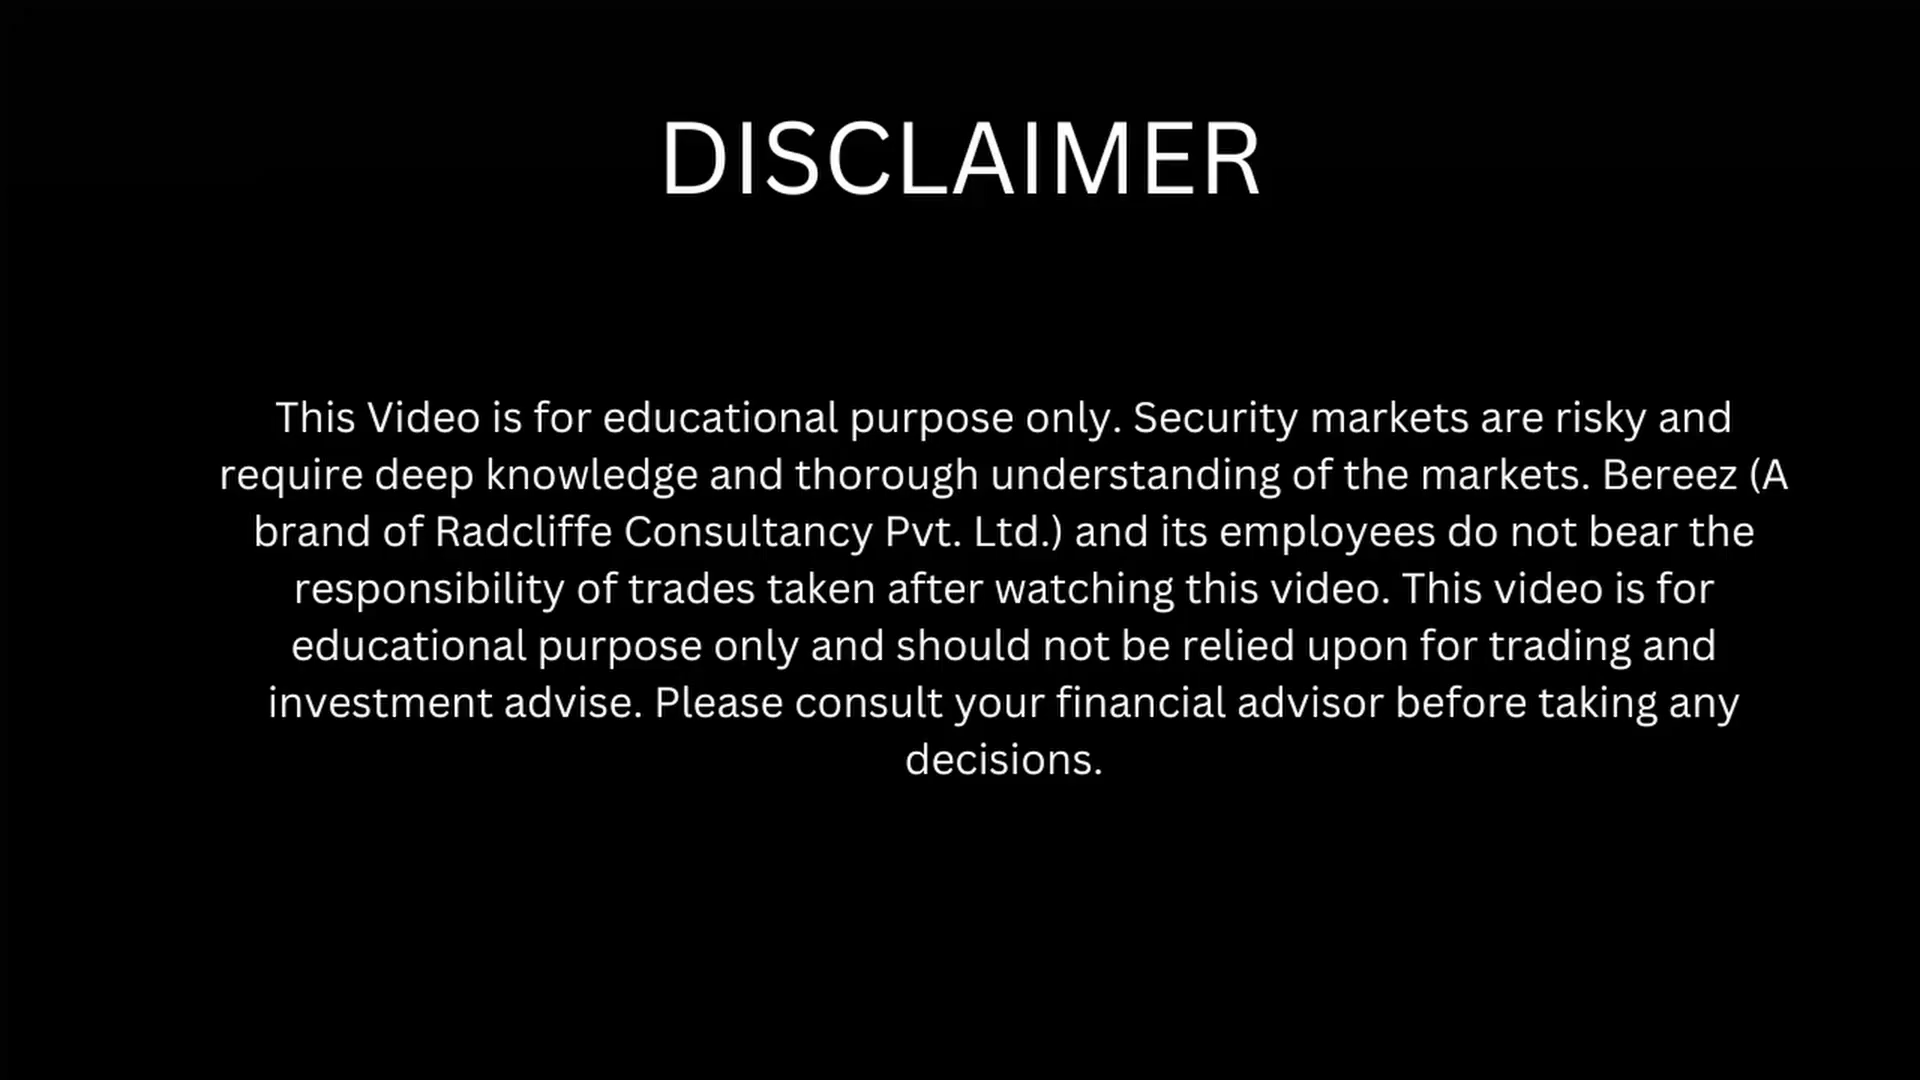 DISCLAIMER
This Video is for educational purpose only. Security markets are risky and
require deep knowledge and thorough understanding of the markets. Bereez (A
brand of Radcliffe Consultancy Pvt. Ltd.) and its employees do not bear the
responsibility of trades taken after watching this video. This video is for
educational purpose only and should not be relied upon for trading and
investment advise. Please consult your financial advisor before taking any
decisions.